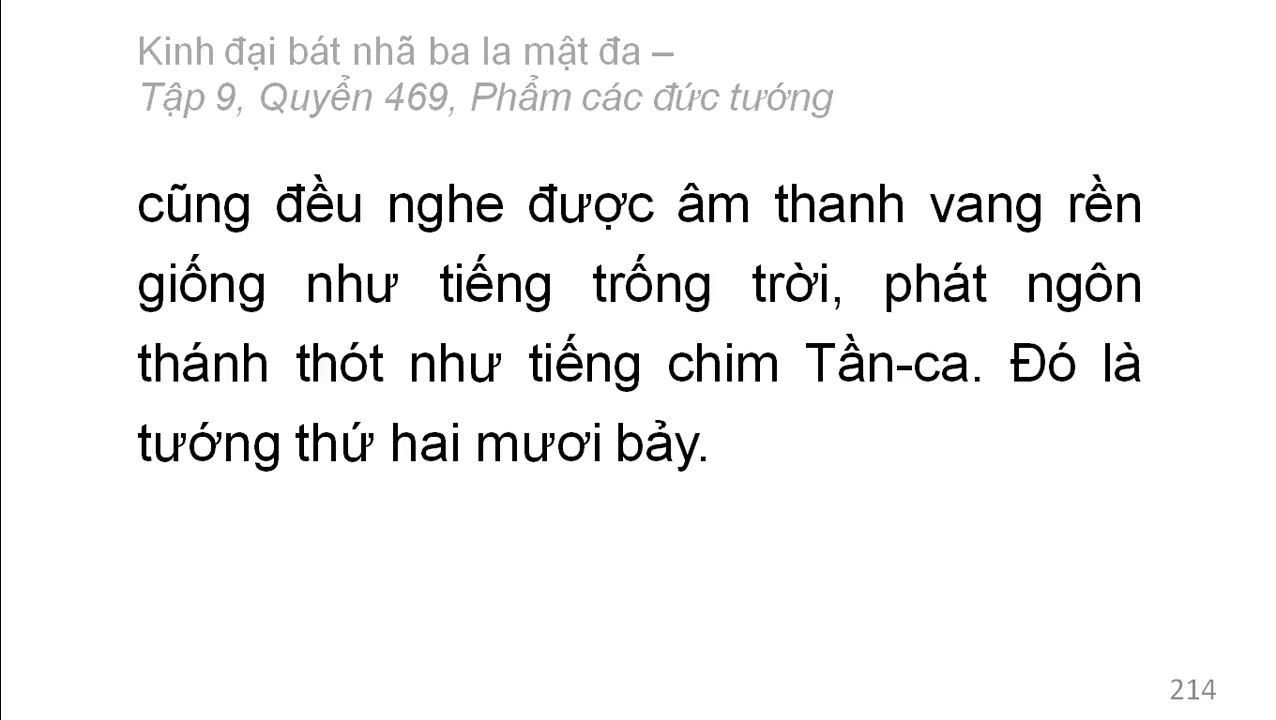 Kinh đại bát nhã ba la mật đa –
Tập 9, Quyển 469, Phẩm các đức tướng
cũng đều nghe được âm thanh vang rền
giống như tiếng trống trời, phát ngôn
thánh thót như tiếng chim Tần-ca. Đó là
tướng thứ hai mươi bảy.
214